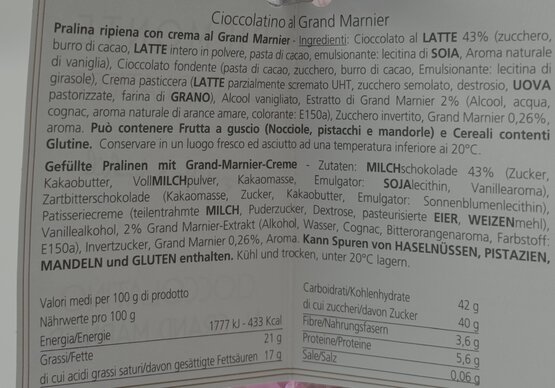 Cioccolatino al Grand Marnier
Pralina ripiena con crema al Grand Marnier - Ingredienti: Cioccolato al LATTE 43% (zucchero,
burro di cacao, LATTE intero in polvere, pasta di cacao, emulsionante: lecitina di SOIA, Aroma naturale
di vaniglia), Cioccolato fondente (pasta di cacao, zucchero, burro di cacao, Emulsionante: lecitina di
girasole), Crema pasticcera (LATTE parzialmente scremato UHT, zucchero semolato, destrosio, UOVA
pastorizzate, farina di GRANO), Alcool vanigliato, Estratto di Grand Marnier 2% (Alcool, acqua,
cognac, aroma naturale di arance amare, colorante: E150a), Zucchero invertito, Grand Marnier 0,26%,
aroma. Può contenere Frutta a guscio (Nocciole, pistacchi e mandorle) e Cereali contenti
Glutine. Conservare in un luogo fresco ed asciutto ad una temperatura inferiore ai 20°C.
Gefüllte Pralinen mit Grand-Marnier-Creme - Zutaten: MILCHschokolade 43% (Zucker,
Kakaobutter, VollMILCHpulver, Kakaomasse, Emulgator: SOJAlecithin, Vanillearoma),
Zartbitterschokolade (Kakaomasse, Zucker, Kakaobutter, Emulgator: Sonnenblumenlecithin),
Patisseriecreme (teilentrahmte MILCH, Puderzucker, Dextrose, pasteurisierte EIER, WEIZENmehl),
Vanillealkohol, 2% Grand Marnier-Extrakt (Alkohol, Wasser, Cognac, Bitterorangenaroma, Farbstoff:
E150a), Invertzucker, Grand Marnier 0,26%, Aroma. Kann Spuren von HASELNÜSSEN, PISTAZIEN,
MANDELN und GLUTEN enthalten. Kühl und trocken, unter 20°C lagern.
Valori medi per 100 g di prodotto
Nährwerte pro 100 g
Energia/Energie 1777 kJ - 433 Kcal
Grassi/Fette 21 g
di cui acidi grassi saturi/davon gesättigte Fettsäuren 17 g
Carboidrati/Kohlenhydrate 42 g
di cui zuccheri/davon Zucker 40 g
Fibre/Nahrungsfasern 3,6 g
Proteine/Proteine 5,6 g
Sale/Salz 0,06 g